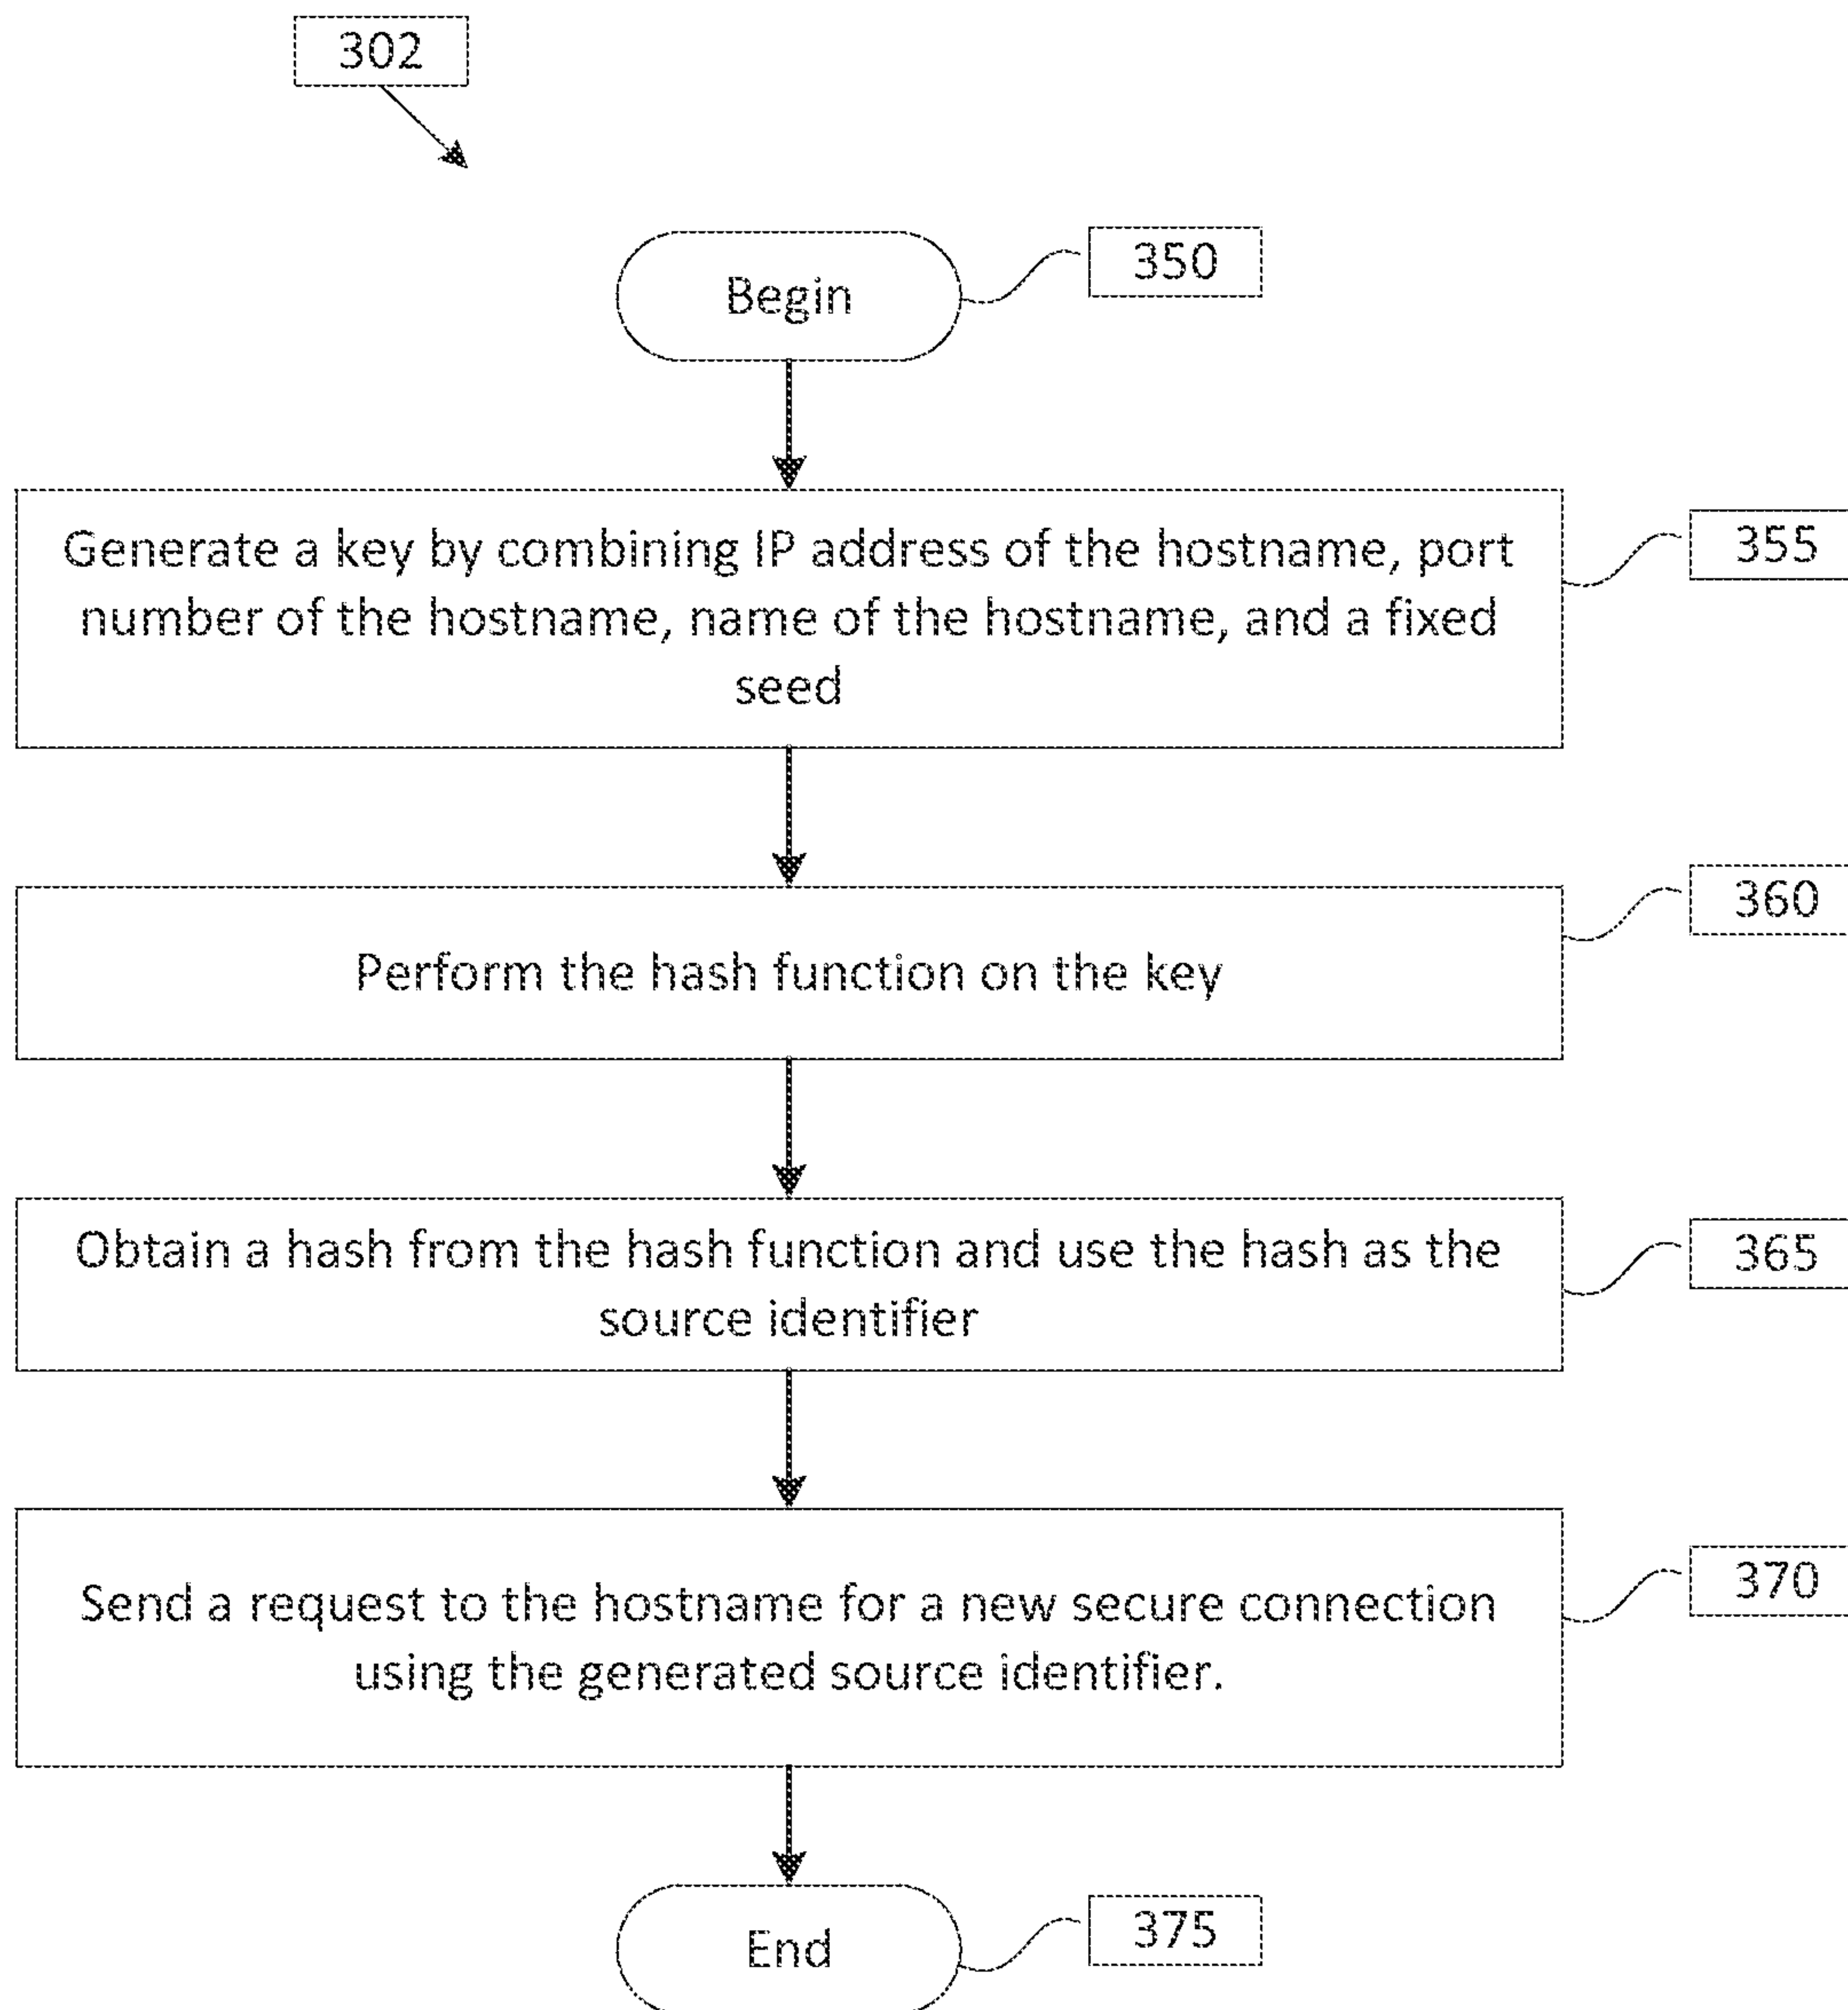 302
Begin
350
Generate a key by combining IP address of the hostname, port
number of the hostname, name of the hostname, and a fixed
seed
355
Perform the hash function on the key
360
Obtain a hash from the hash function and use the hash as the
source identifier
365
Send a request to the hostname for a new secure connection
using the generated source identifier.
370
End
375